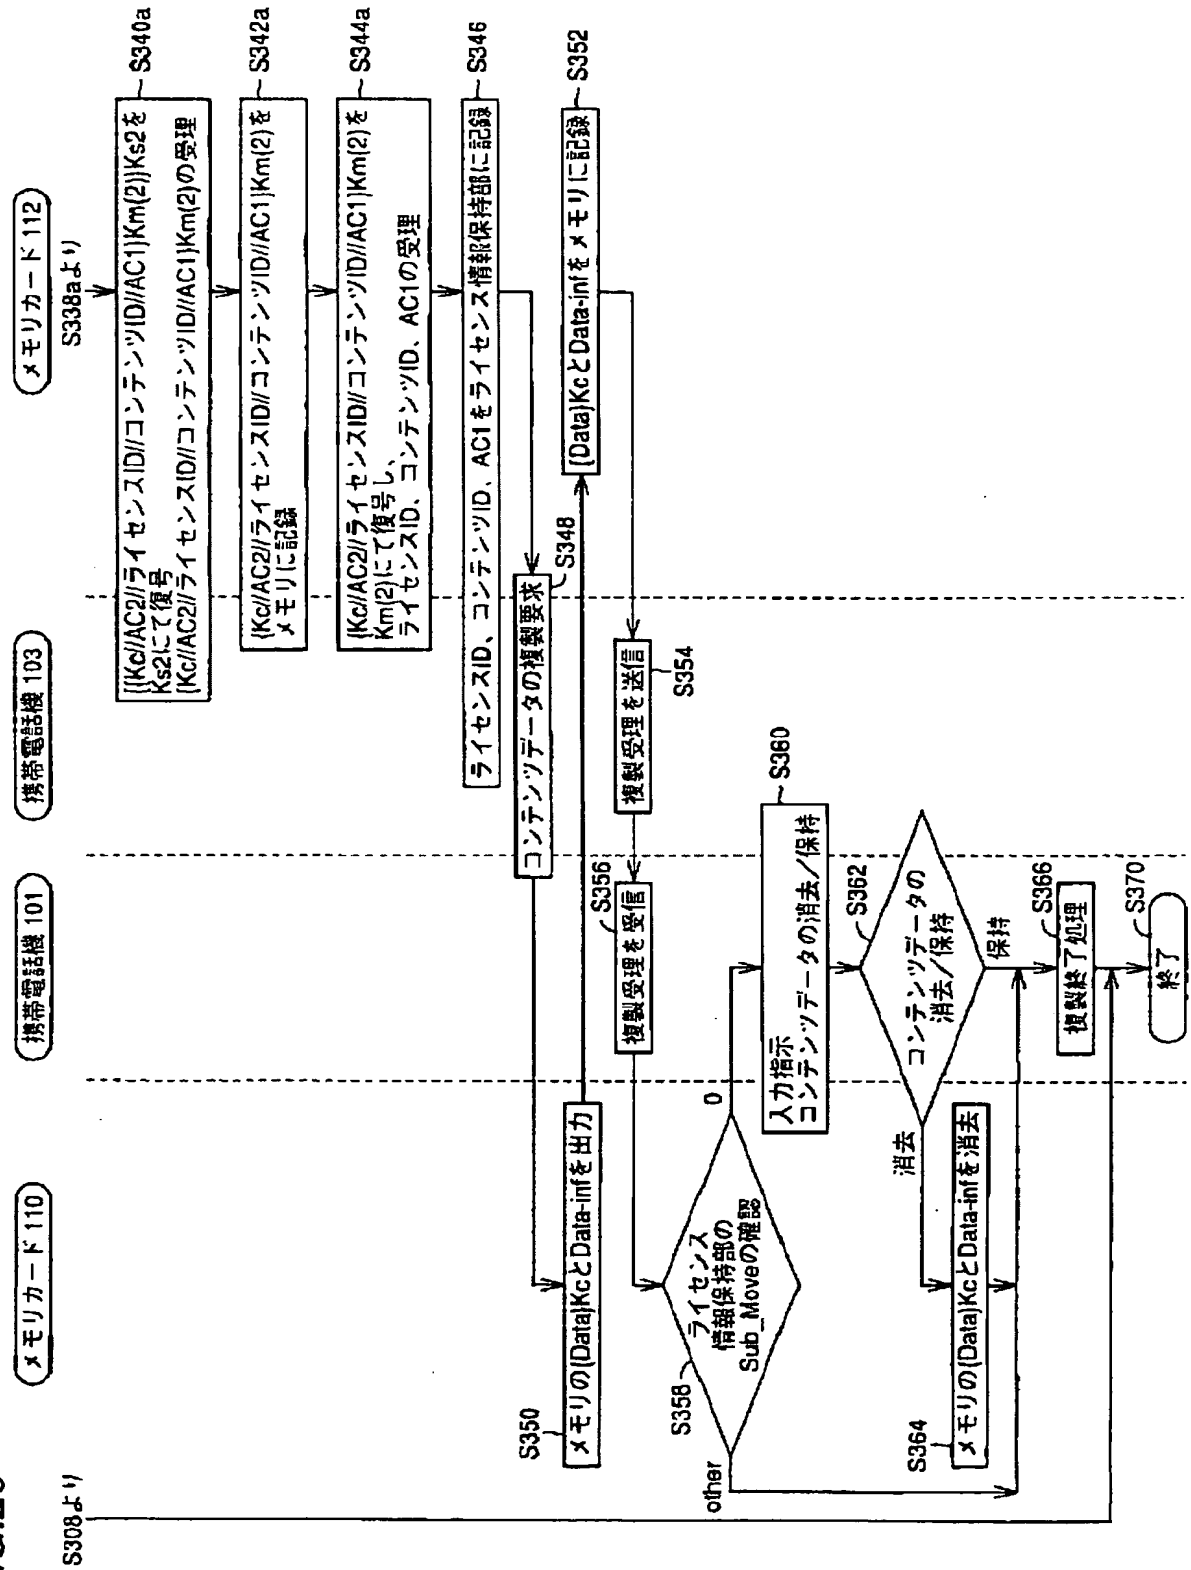 メモリカード 110
携帯電話機 101
携帯電話機 103
メモリカード 112
S308より
S338aより
{{Kc//AC2//ライセンスID//コンテンツID//AC1}Km(2)}Ks2を
Ks2にて復号
{Kc//AC2//ライセンスID//コンテンツID//AC1}Km(2)の受理
S340a
{Kc//AC2//ライセンスID//コンテンツID//AC1}Km(2)を
メモリに記録
S342a
{Kc//AC2//ライセンスID//コンテンツID//AC1}Km(2)を
Km(2)にて復号し、
ライセンスID、コンテンツID、AC1の受理
S344a
ライセンスID、コンテンツID、AC1をライセンス情報保持部に記録
S346
コンテンツデータの複製要求
S348
S350
メモリの{Data}KcとData-infを出力
{Data}KcとData-infをメモリに記録
S352
複製受理を送信
S354
複製受理を受信
S356
S358
ライセンス
情報保持部の
Sub_Moveの確認
0
other
入力指示
コンテンツデータの消去/保持
S360
コンテンツデータの
消去/保持
S362
消去
保持
S364
メモリの{Data}KcとData-infを消去
複製終了処理
S366
終了
S370